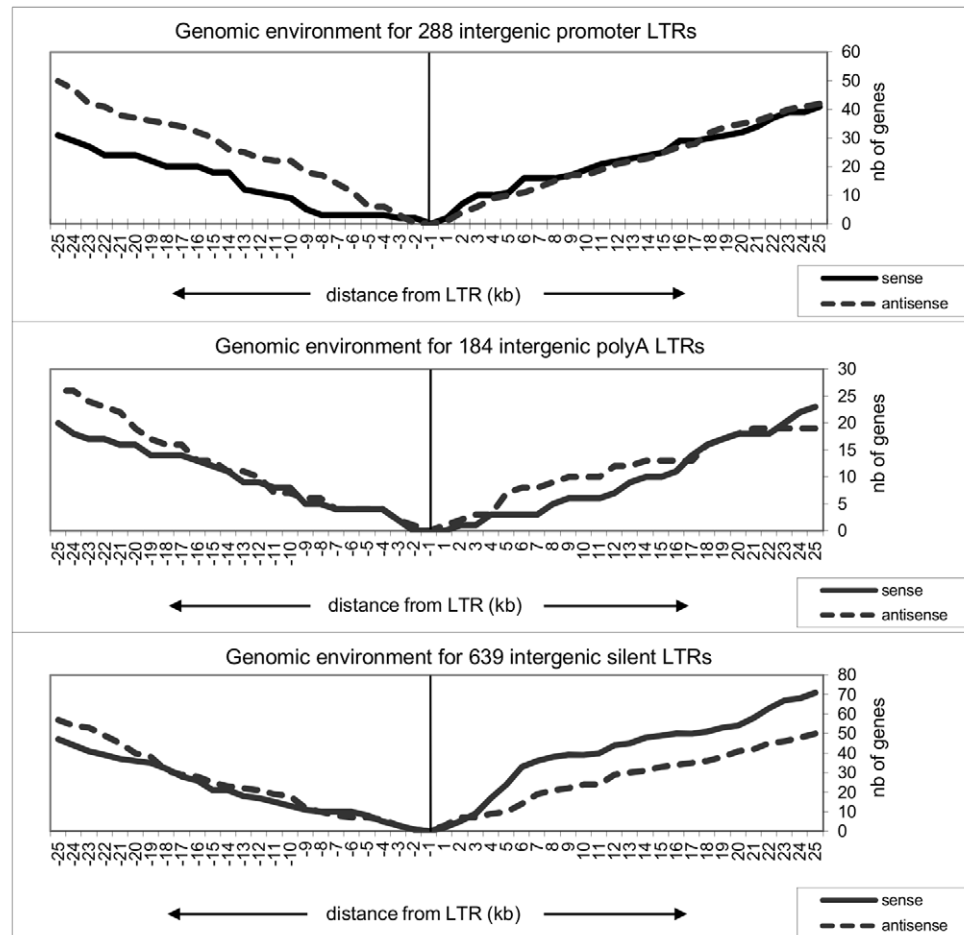 Genomic environment for 288 intergenic promoter LTRs
60
50
40
30
20
10
0
nb of genes
-25 -24 -23 -22 -21 -20 -19 -18 -17 -16 -15 -14 -13 -12 -11 -10 -9 -8 -7 -6 -5 -4 -3 -2 -1 1 2 3 4 5 6 7 8 9 10 11 12 13 14 15 16 17 18 19 20 21 22 23 24 25
distance from LTR (kb)
sense
antisense
Genomic environment for 184 intergenic polyA LTRs
30
25
20
15
10
5
0
nb of genes
-25 -24 -23 -22 -21 -20 -19 -18 -17 -16 -15 -14 -13 -12 -11 -10 -9 -8 -7 -6 -5 -4 -3 -2 -1 1 2 3 4 5 6 7 8 9 10 11 12 13 14 15 16 17 18 19 20 21 22 23 24 25
distance from LTR (kb)
sense
antisense
Genomic environment for 639 intergenic silent LTRs
80
70
60
50
40
30
20
10
0
nb of genes
-25 -24 -23 -22 -21 -20 -19 -18 -17 -16 -15 -14 -13 -12 -11 -10 -9 -8 -7 -6 -5 -4 -3 -2 -1 1 2 3 4 5 6 7 8 9 10 11 12 13 14 15 16 17 18 19 20 21 22 23 24 25
distance from LTR (kb)
sense
antisense